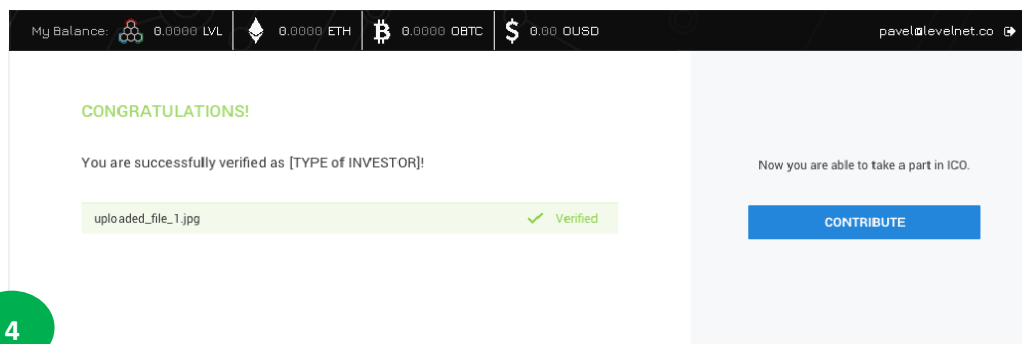 My Balance: 0.0000 LVL 0.0000 ETH 0.0000 OBTC 0.00 OUSD pavel@levelnet.co
CONGRATULATIONS!
You are successfully verified as [TYPE of INVESTOR]!
Now you are able to take a part in ICO.
uploaded_file_1.jpg Verified
CONTRIBUTE
4